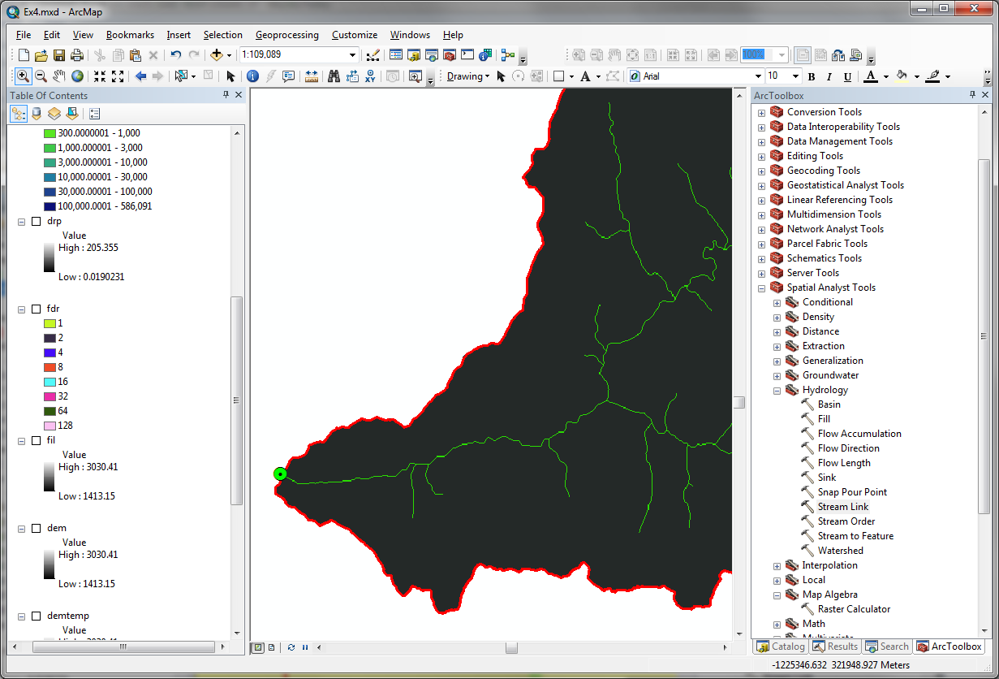 Ex4.mxd - ArcMap
File Edit View Bookmarks Insert Selection Geoprocessing Customize Windows Help
1:109,089 100%
Drawing A Arial 10 B I U A
Table Of Contents
300.0000001 - 1,000
1,000.000001 - 3,000
3,000.000001 - 10,000
10,000.00001 - 30,000
30,000.00001 - 100,000
100,000.0001 - 586,091
drp
Value
High : 205.355
Low : 0.0190231
fdr
1
2
4
8
16
32
64
128
fil
Value
High : 3030.41
Low : 1413.15
dem
Value
High : 3030.41
Low : 1413.15
demtemp
Value
ArcToolbox
Conversion Tools
Data Interoperability Tools
Data Management Tools
Editing Tools
Geocoding Tools
Geostatistical Analyst Tools
Linear Referencing Tools
Multidimension Tools
Network Analyst Tools
Parcel Fabric Tools
Schematics Tools
Server Tools
Spatial Analyst Tools
Conditional
Density
Distance
Extraction
Generalization
Groundwater
Hydrology
Basin
Fill
Flow Accumulation
Flow Direction
Flow Length
Sink
Snap Pour Point
Stream Link
Stream Order
Stream to Feature
Watershed
Interpolation
Local
Map Algebra
Raster Calculator
Math
Catalog Results Search ArcToolbox
-1225346.632 321948.927 Meters